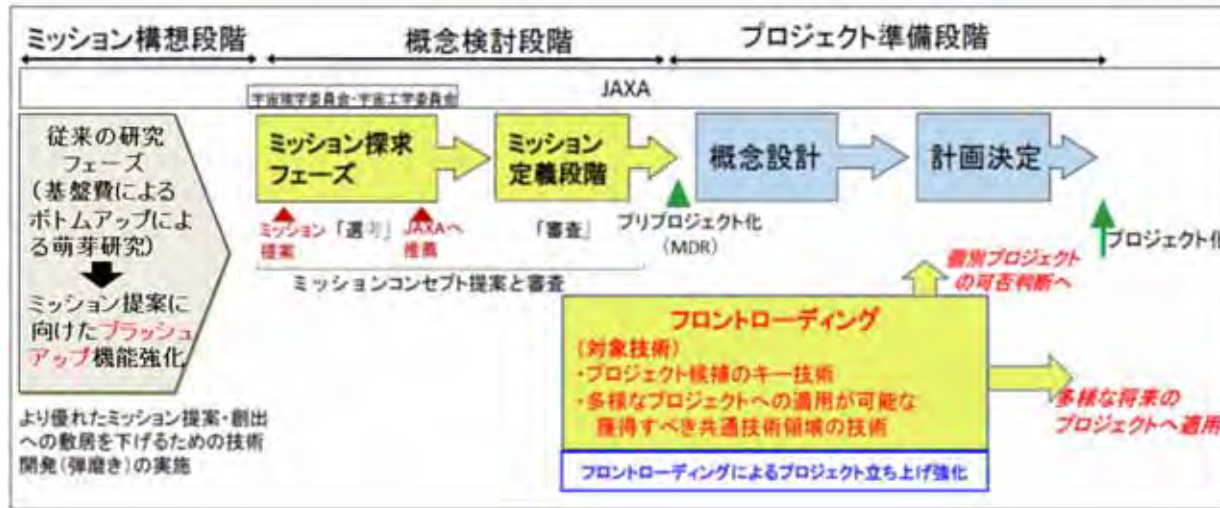 ミッション構想段階
概念検討段階
プロジェクト準備段階
JAXA
宇宙理学委員会・宇宙工学委員会
従来の研究
フェーズ
(基盤費による
ボトムアップによ
る萌芽研究)
ミッション提案に
向けたブラッシュ
アップ機能強化
より優れたミッション提案・創出
への敷居を下げるための技術
開発(弾磨き)の実施
ミッション探求
フェーズ
ミッション
定義段階
概念設計
計画決定
ミッション
提案
「選考」
JAXAへ
推薦
「審査」
ミッションコンセプト提案と審査
プリプロジェクト化
(MDR)
プロジェクト化
個別プロジェクト
の可否判断へ
フロントローディング
(対象技術)
・プロジェクト候補のキー技術
・多様なプロジェクトへの適用が可能な
獲得すべき共通技術領域の技術
フロントローディングによるプロジェクト立ち上げ強化
多様な将来の
プロジェクトへ適用